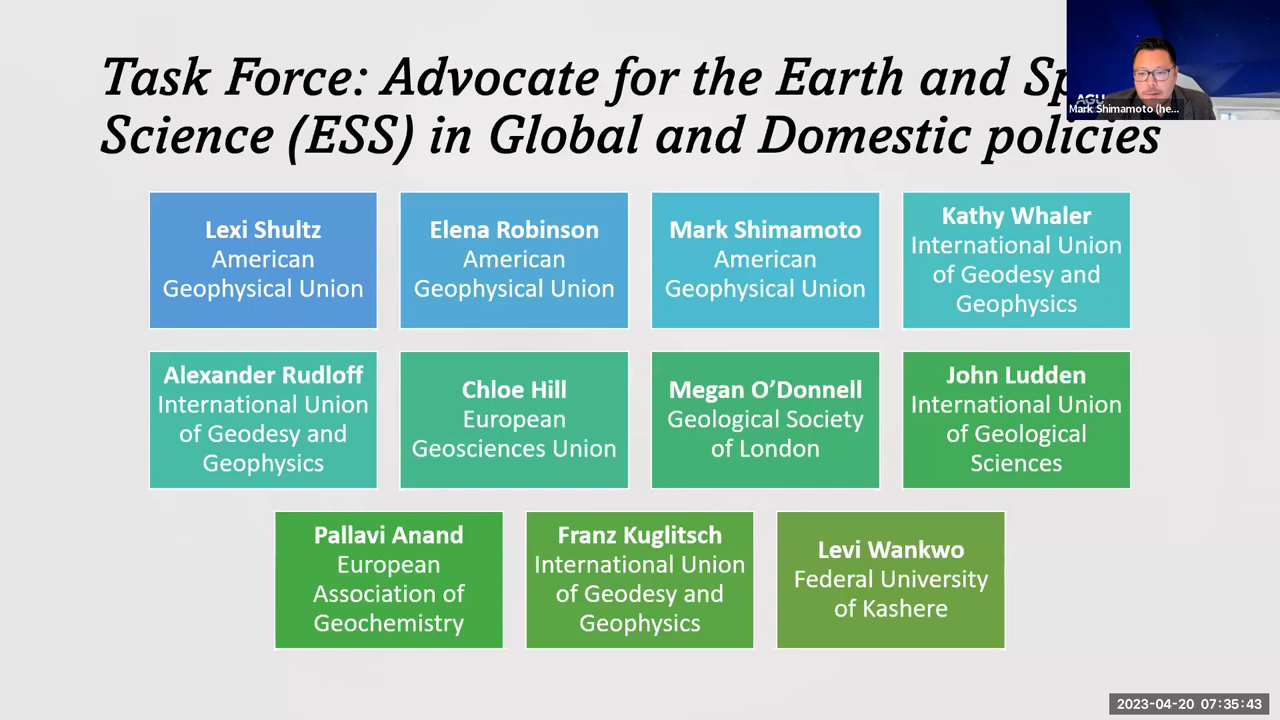 Task Force: Advocate for the Earth and
Science (ESS) in Global and Domestic policies
AGU
Mark Shimamoto (he...
Lexi Shultz
American
Geophysical Union
Elena Robinson
American
Geophysical Union
Mark Shimamoto
American
Geophysical Union
Kathy Whaler
International Union
of Geodesy and
Geophysics
Alexander Rudloff
International Union
of Geodesy and
Geophysics
Chloe Hill
European
Geosciences Union
Megan O’Donnell
Geological Society
of London
John Ludden
International Union
of Geological
Sciences
Pallavi Anand
European
Association of
Geochemistry
Franz Kuglitsch
International Union
of Geodesy and
Geophysics
Levi Wankwo
Federal University
of Kashere
2023-04-20 07:35:43